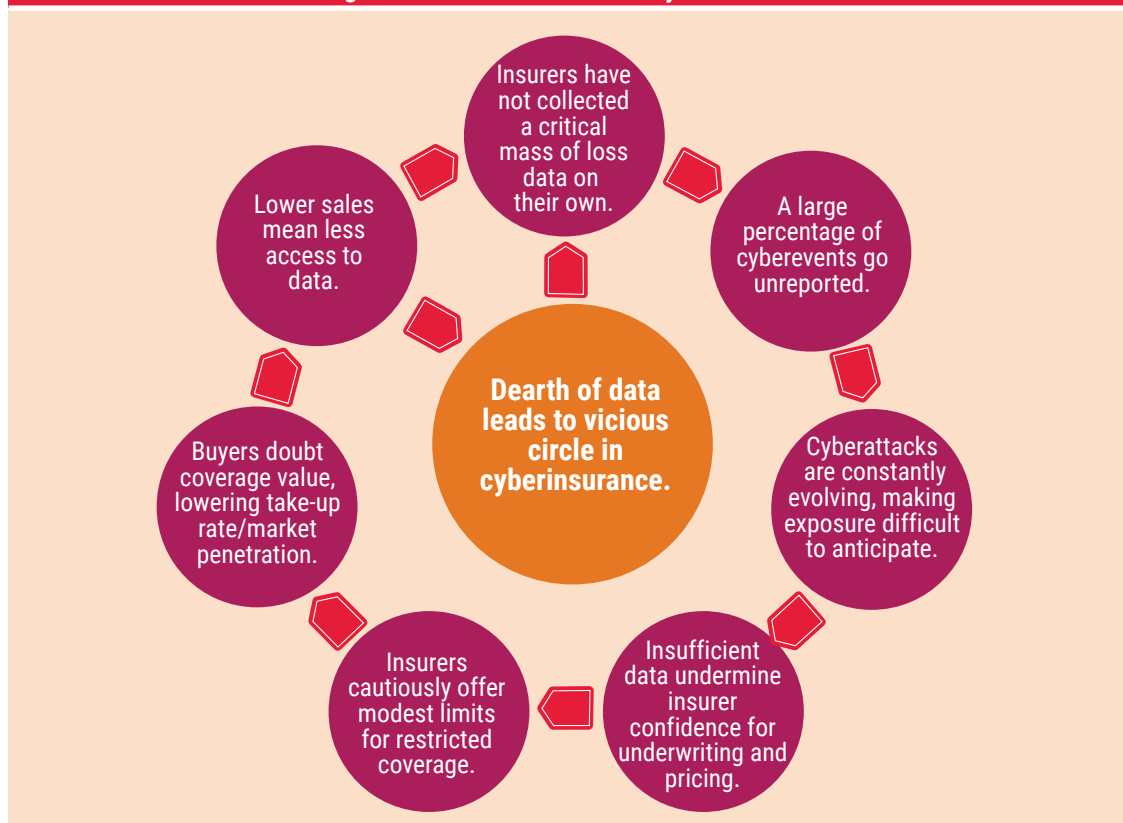 Insurers have
not collected
a critical
mass of loss
data on
their own.
A large
percentage of
cyberevents go
unreported.
Cyberattacks
are constantly
evolving, making
exposure difficult
to anticipate.
Insufficient
data undermine
insurer
confidence for
underwriting and
pricing.
Insurers
cautiously offer
modest limits
for restricted
coverage.
Buyers doubt
coverage value,
lowering take-up
rate/market
penetration.
Lower sales
mean less
access to
data.
Dearth of data
leads to vicious
circle in
cyberinsurance.